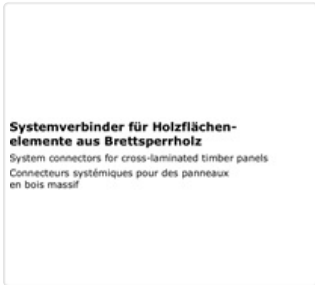 Systemverbinder für Holzflächen-
elemente aus Brettsperrholz
System connectors for cross-laminated timber panels
Connecteurs systémiques pour des panneaux
en bois massif